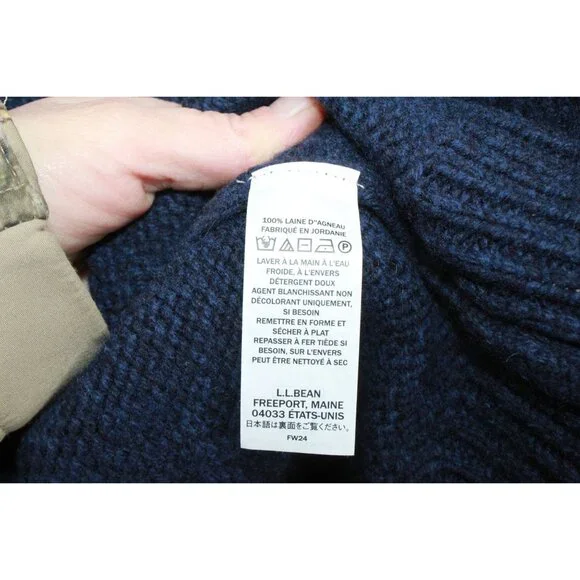 100% LAINE D"AGNEAU
FABRIQUÉ EN JORDANIE
LAVER À LA MAIN À L'EAU
FROIDE, À L'ENVERS
DÉTERGENT DOUX
AGENT BLANCHISSANT NON
DÉCOLORANT UNIQUEMENT,
SI BESOIN
REMETTRE EN FORME ET
SÉCHER À PLAT
REPASSER À FER TIÈDE SI
BESOIN, SUR L'ENVERS
PEUT ÊTRE NETTOYÉ À SEC
L.L.BEAN
FREEPORT, MAINE
04033 ÉTATS-UNIS
日本語は裏面をご覧ください。
FW24